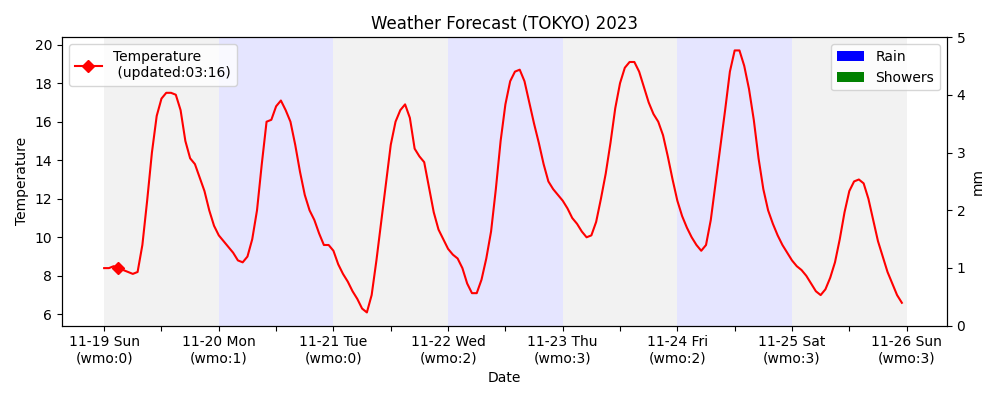 Weather Forecast (TOKYO) 2023
Temperature
(updated:03:16)
Rain
Showers
20
18
16
14
12
10
8
6
Temperature
5
4
3
2
1
0
mm
11-19 Sun
(wmo:0)
11-20 Mon
(wmo:1)
11-21 Tue
(wmo:0)
11-22 Wed
(wmo:2)
11-23 Thu
(wmo:3)
11-24 Fri
(wmo:2)
11-25 Sat
(wmo:3)
11-26 Sun
(wmo:3)
Date